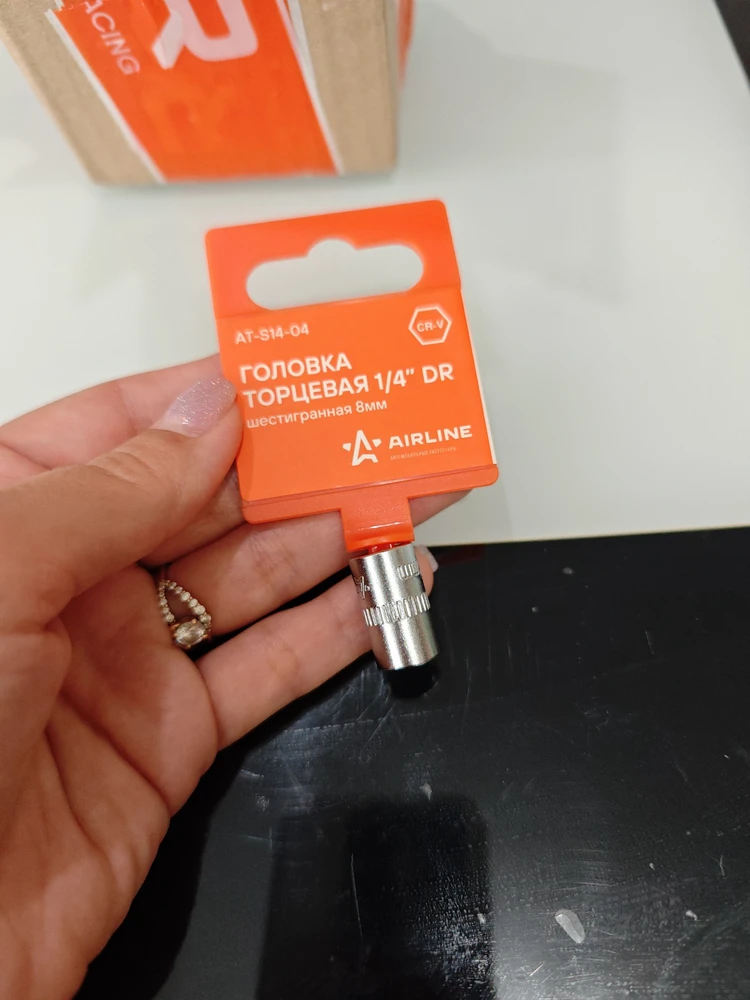 RACING
R
AT-S14-04
CR-V
ГОЛОВКА
ТОРЦЕВАЯ 1/4" DR
шестигранная 8мм
AIRLINE